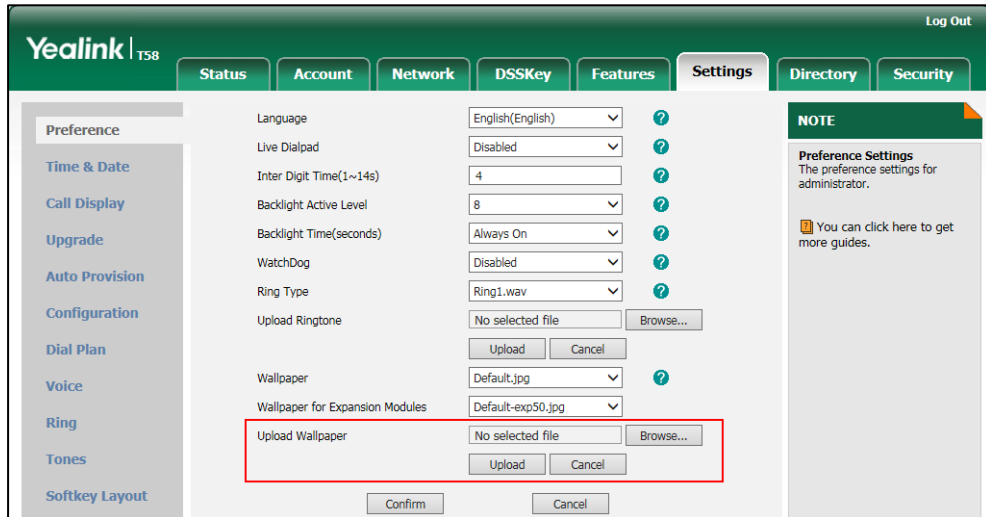 Log Out
Yealink T58
Status Account Network DSSKey Features Settings Directory Security
Preference
Time & Date
Call Display
Upgrade
Auto Provision
Configuration
Dial Plan
Voice
Ring
Tones
Softkey Layout
Language English(English) ?
Live Dialpad Disabled ?
Inter Digit Time(1~14s) 4 ?
Backlight Active Level 8 ?
Backlight Time(seconds) Always On ?
WatchDog Disabled ?
Ring Type Ring1.wav ?
Upload Ringtone No selected file Browse...
Upload Cancel
Wallpaper Default.jpg ?
Wallpaper for Expansion Modules Default-exp50.jpg
Upload Wallpaper No selected file Browse...
Upload Cancel
Confirm Cancel
NOTE
Preference Settings
The preference settings for
administrator.
? You can click here to get
more guides.